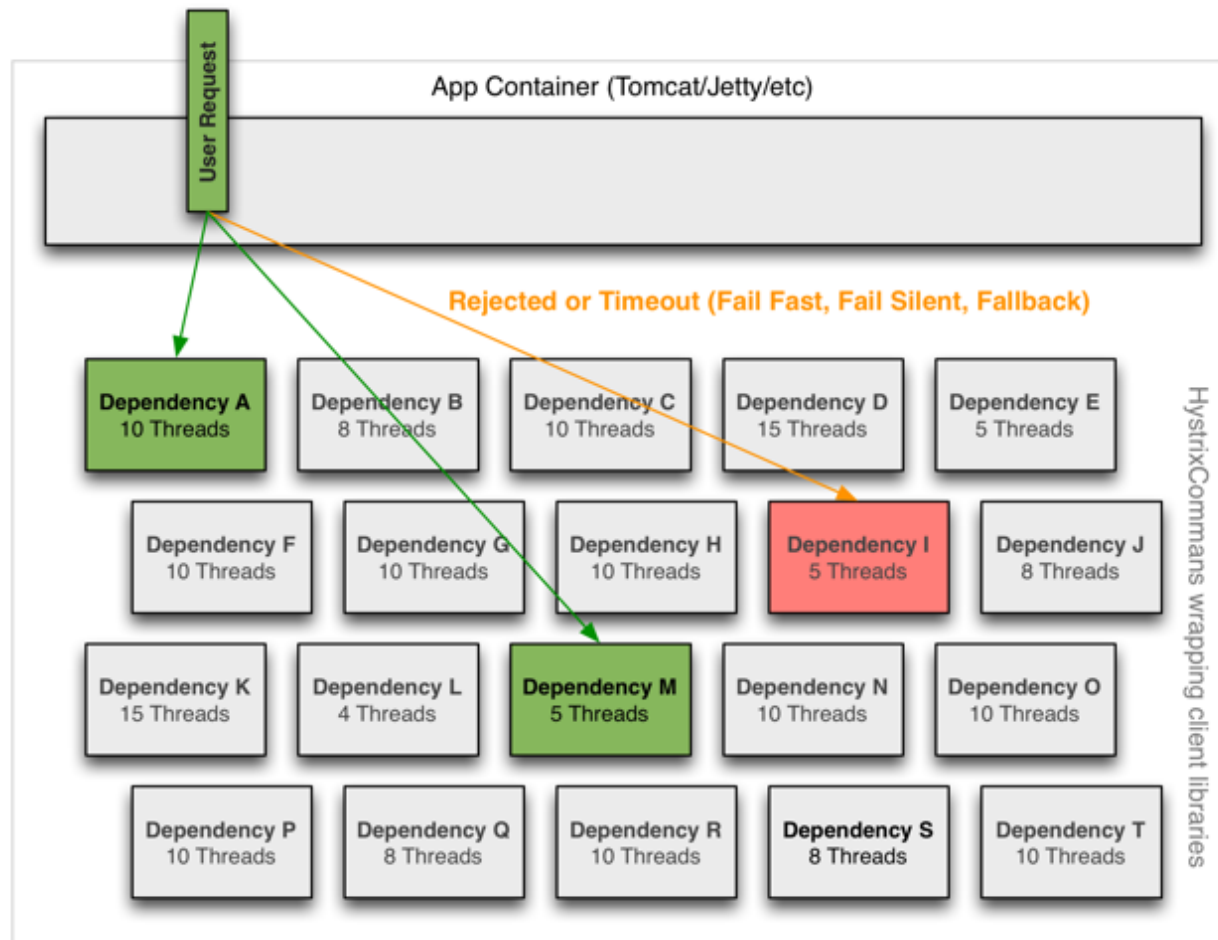 User Request
App Container (Tomcat/Jetty/etc)
Rejected or Timeout (Fail Fast, Fail Silent, Fallback)
Dependency A
10 Threads
Dependency B
8 Threads
Dependency C
10 Threads
Dependency D
15 Threads
Dependency E
5 Threads
Dependency F
10 Threads
Dependency G
10 Threads
Dependency H
10 Threads
Dependency I
5 Threads
Dependency J
8 Threads
Dependency K
15 Threads
Dependency L
4 Threads
Dependency M
5 Threads
Dependency N
10 Threads
Dependency O
10 Threads
Dependency P
10 Threads
Dependency Q
8 Threads
Dependency R
10 Threads
Dependency S
8 Threads
Dependency T
10 Threads
HystrixCommans wrapping client libraries